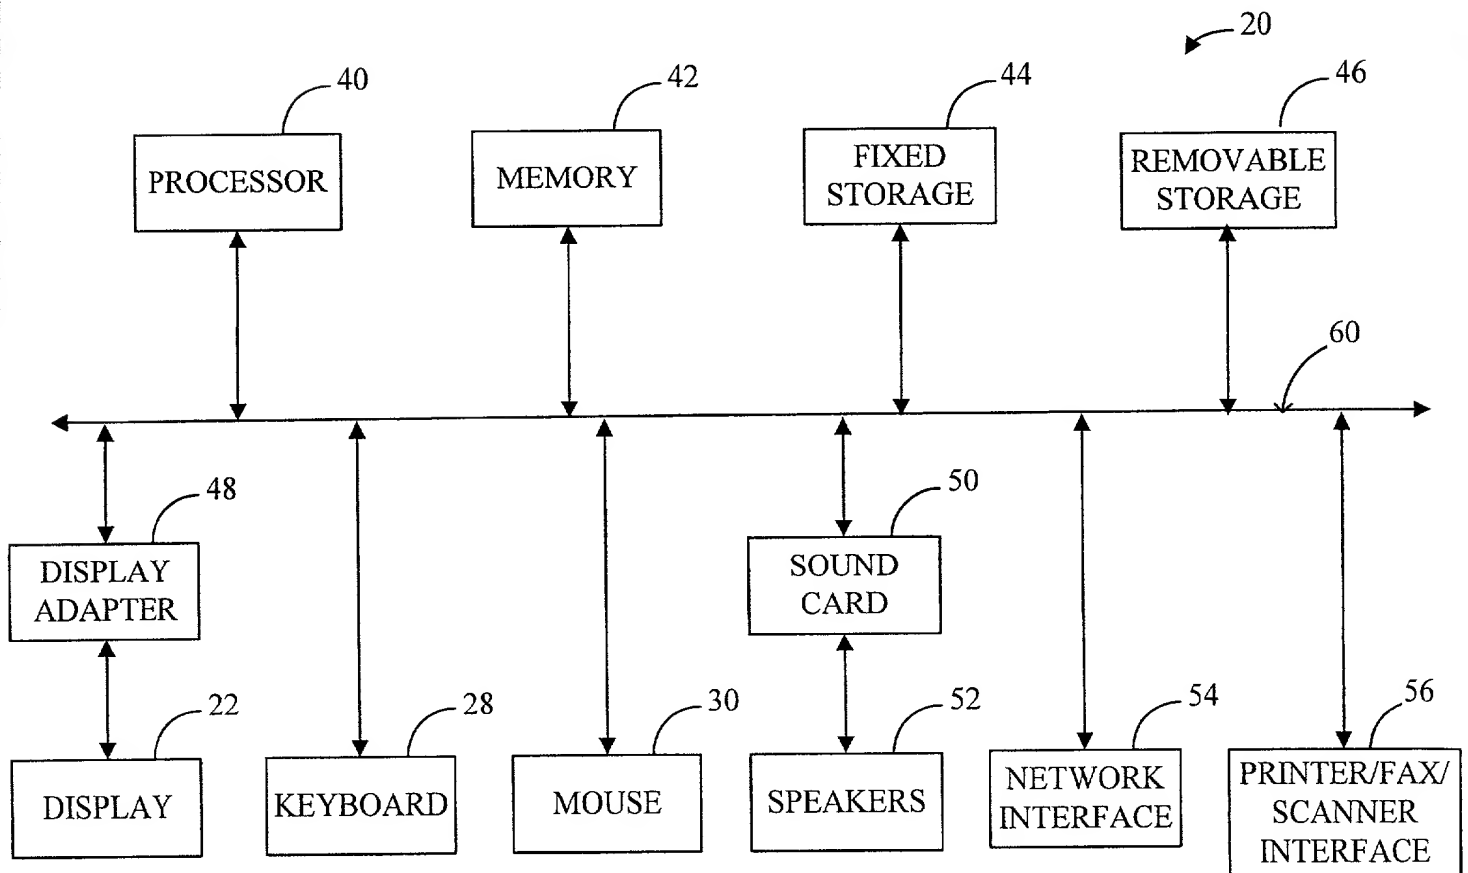 20
40
42
44
46
PROCESSOR
MEMORY
FIXED
STORAGE
REMOVABLE
STORAGE
60
48
50
DISPLAY
ADAPTER
SOUND
CARD
22
28
30
52
54
56
DISPLAY
KEYBOARD
MOUSE
SPEAKERS
NETWORK
INTERFACE
PRINTER/FAX/
SCANNER
INTERFACE